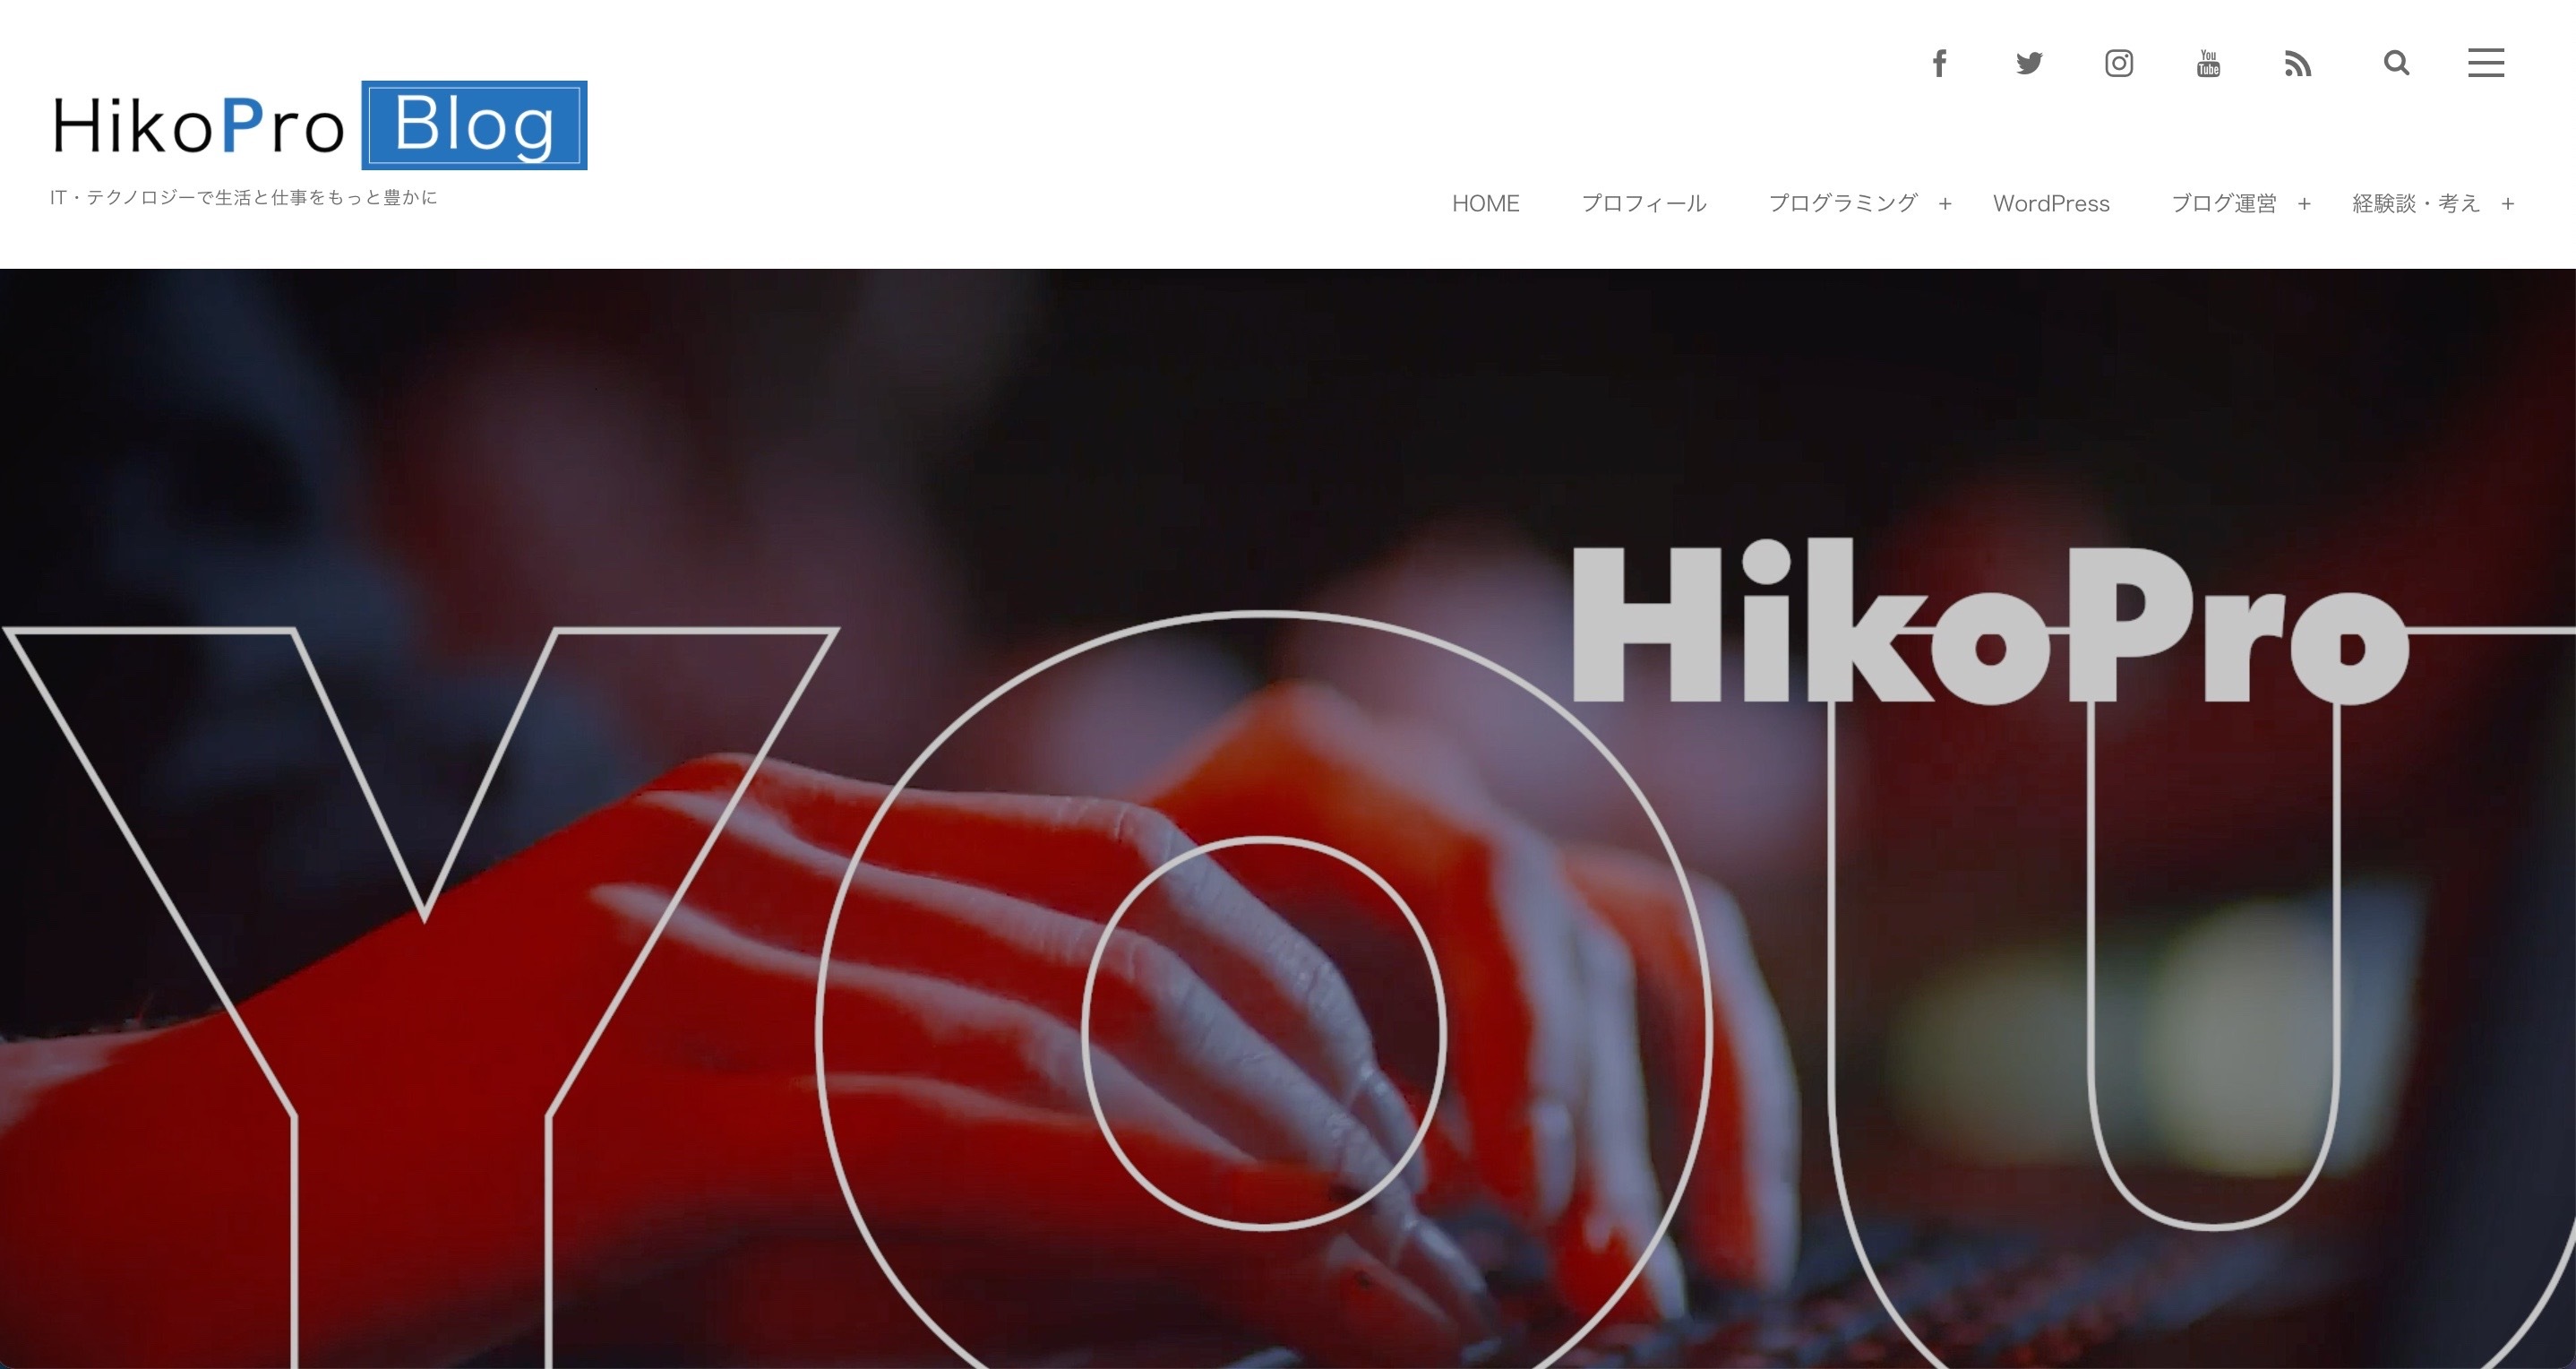 HikoPro Blog
IT・テクノロジーで生活と仕事をもっと豊かに
You Tube
HOME プロフィール プログラミング + WordPress ブログ運営 + 経験談・考え +
HikoPro
YOU